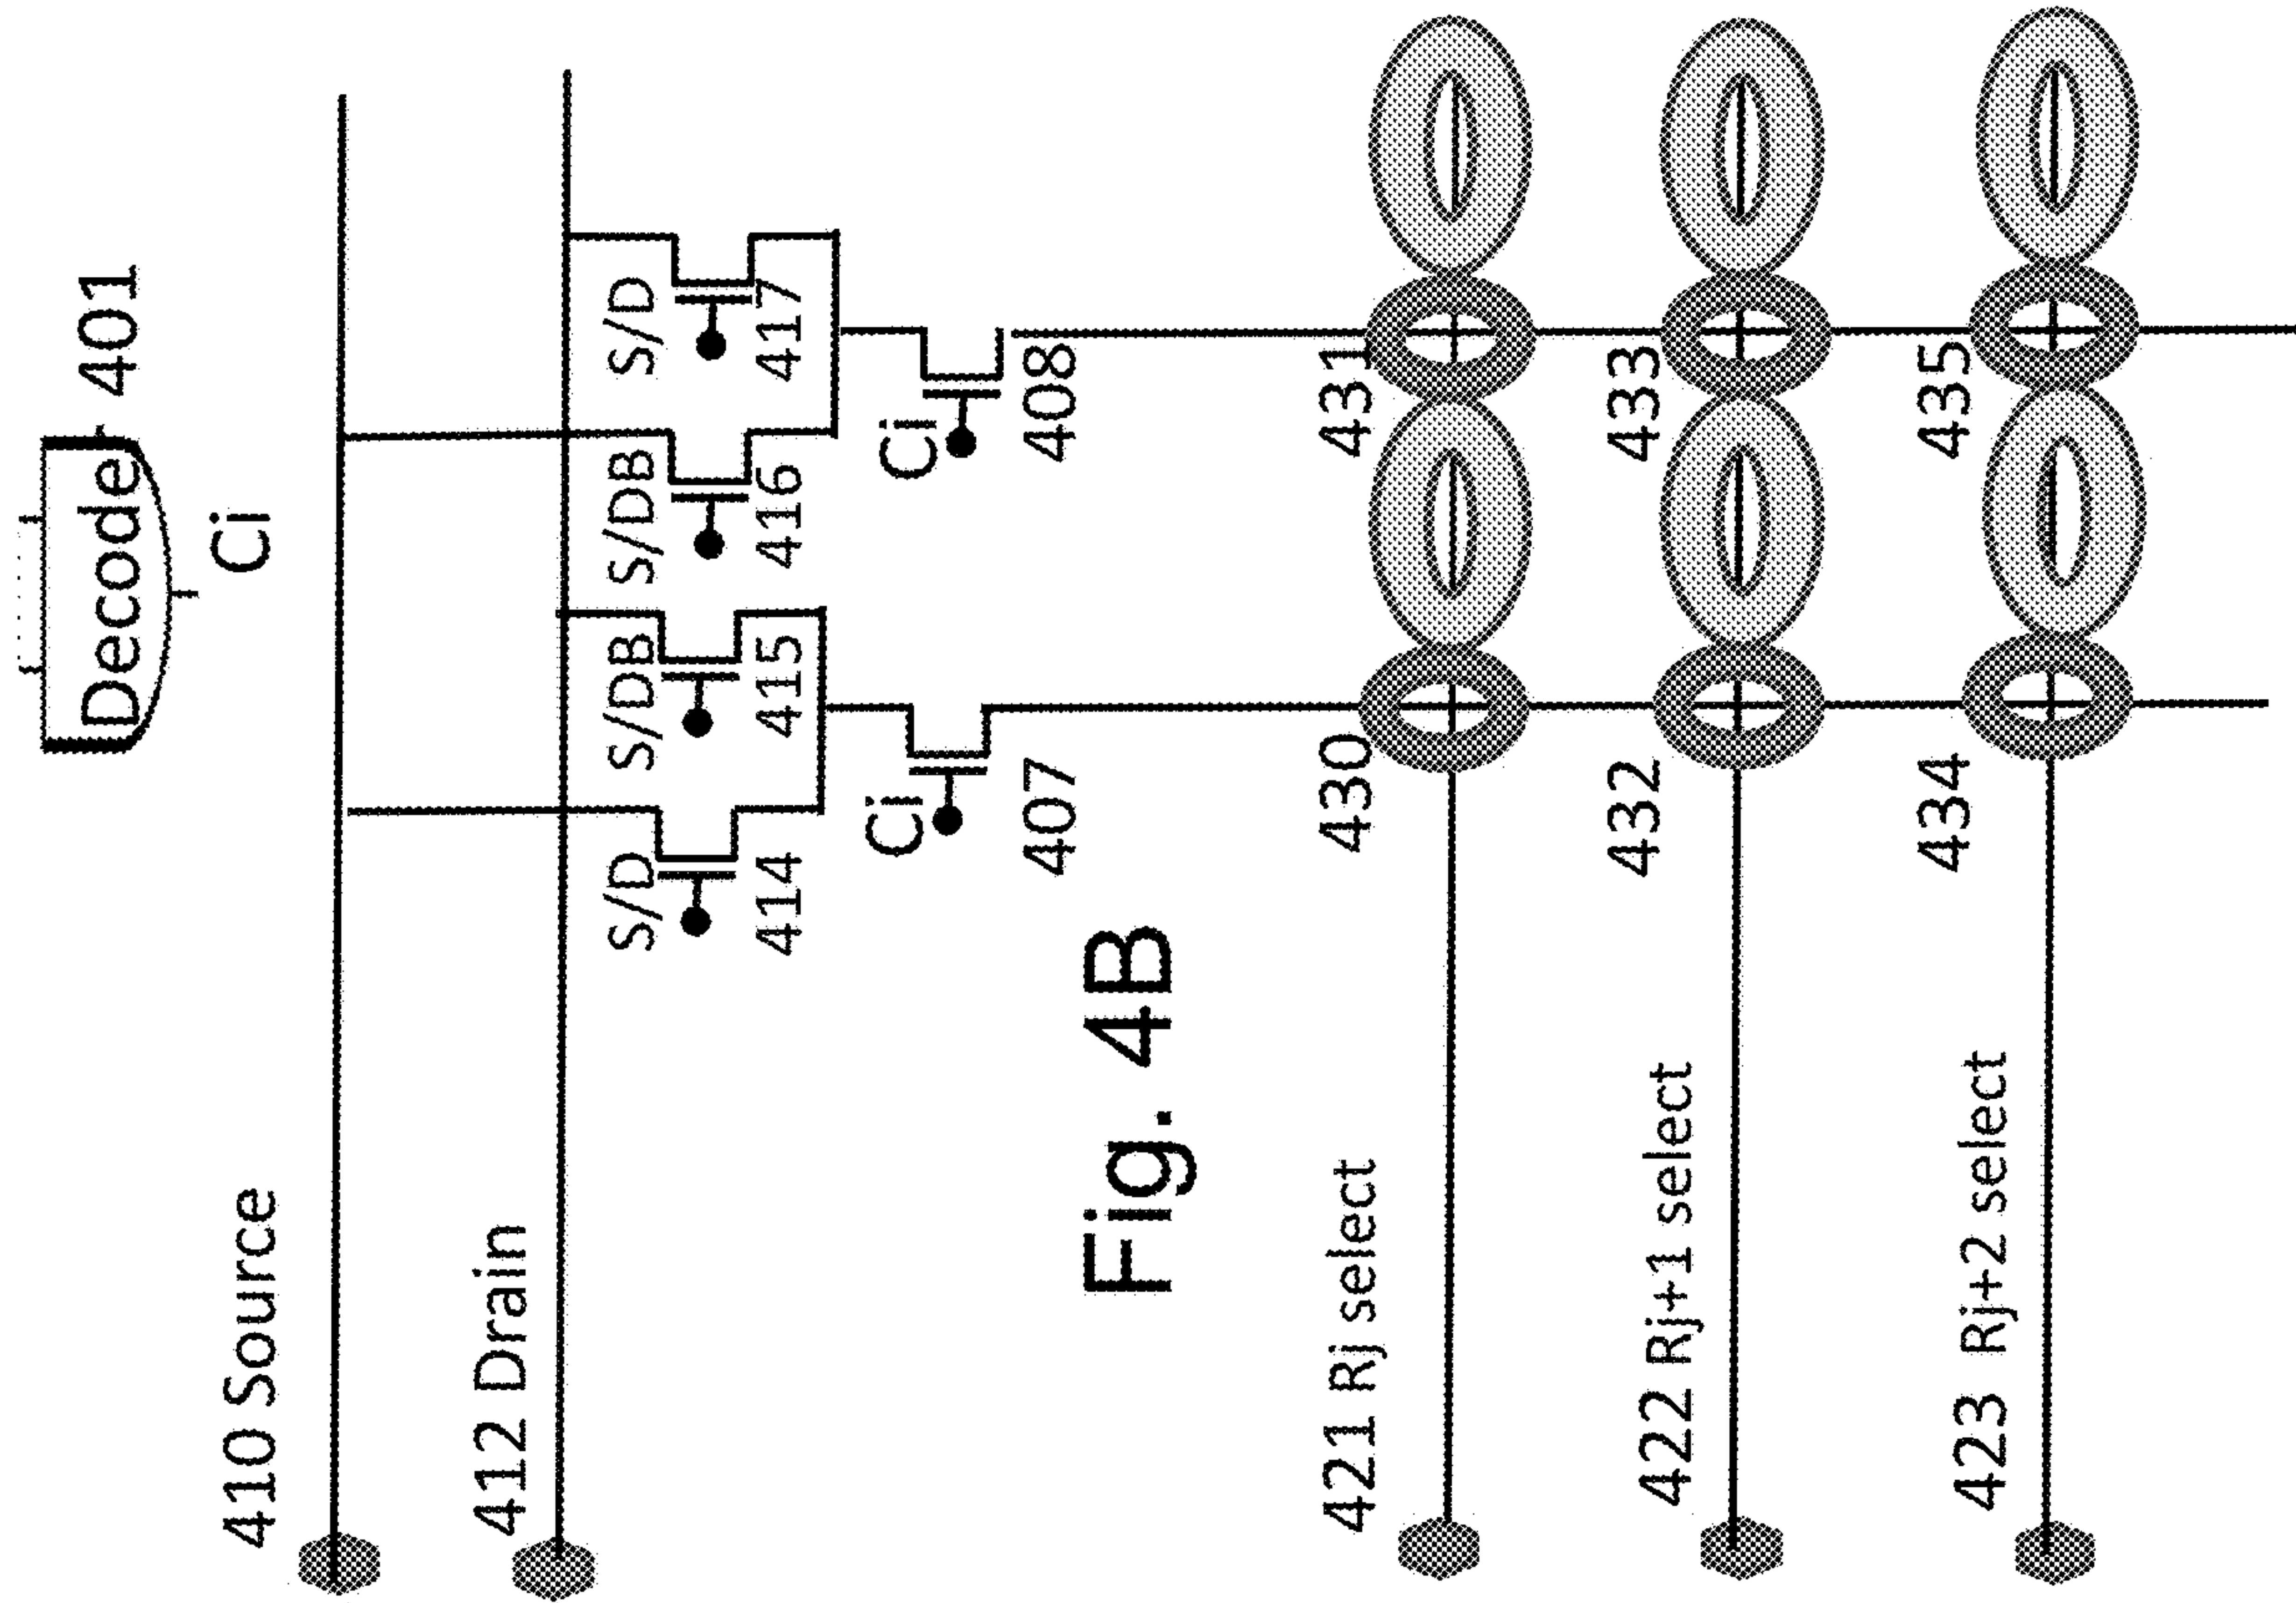 Decoder 401
410 Source
Ci
412 Drain
S/D S/DB S/DB S/D
414 415 416 417
Ci Ci
407 408
Fig. 4B
421 Rj select 430 431
422 Rj+1 select 432 433
423 Rj+2 select 434 435